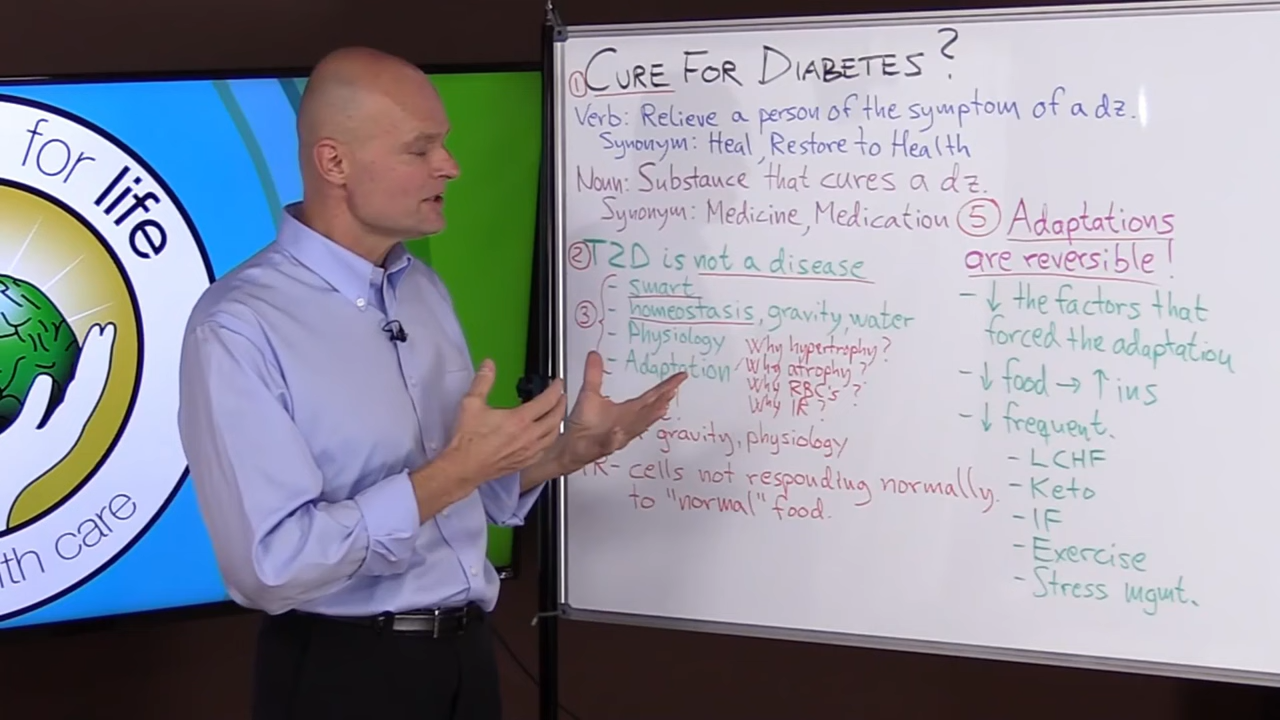 for life
lth care
① CURE FOR DIABETES?
Verb: Relieve a person of the symptom of a dz.
Synonym: Heal, Restore to Health
Noun: Substance that cures a dz.
Synonym: Medicine, Medication
② T2D is not a disease
③ - smart
- homeostasis, gravity, water
- Physiology
- Adaptation
Why hypertrophy?
Why atrophy?
Why RBC's?
Why IR?
gravity, physiology
IR - cells not responding normally
to "normal" food.
⑤ Adaptations
are reversible!
- ↓ the factors that
forced the adaptation
- ↓ food → ↑ ins
- ↓ frequent.
- LCHF
- Keto
- IF
- Exercise
- Stress mgmt.